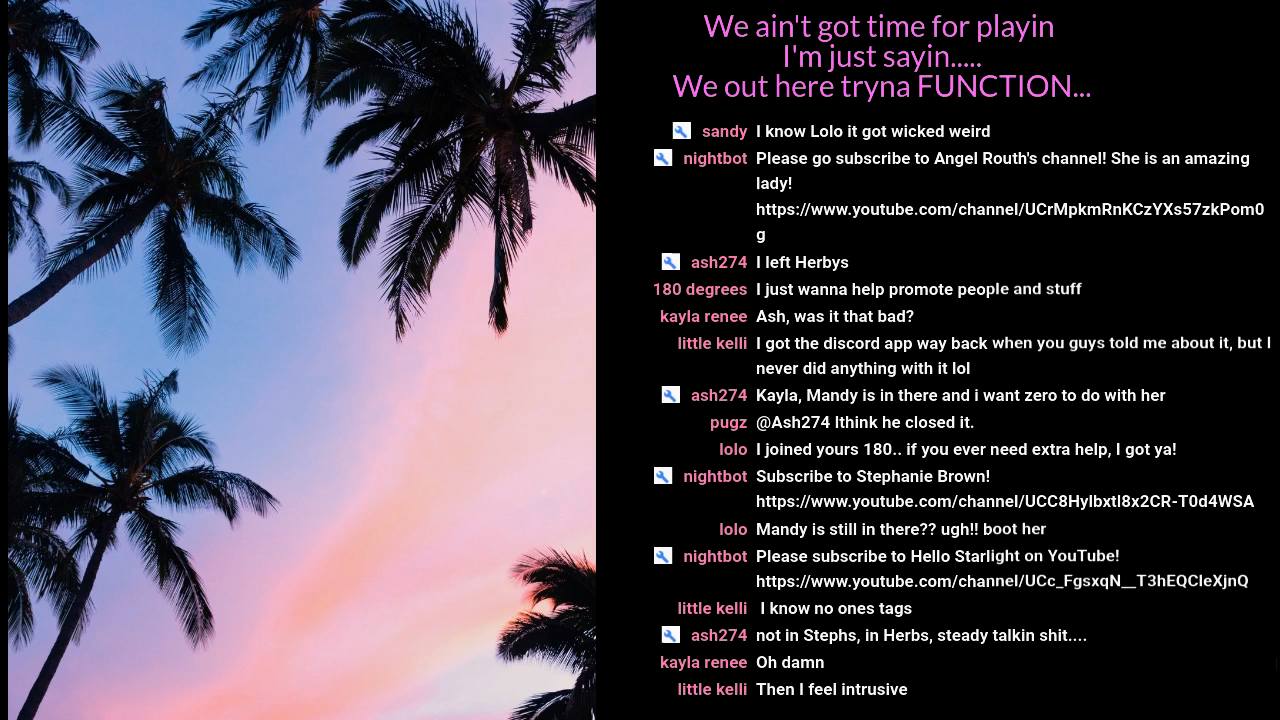 We ain't got time for playin
I'm just sayin.....
We out here tryna FUNCTION...
sandy I know Lolo it got wicked weird
nightbot Please go subscribe to Angel Routh's channel! She is an amazing
lady!
https://www.youtube.com/channel/UCrMpkmRnKCzYXs57zkPom0
g
ash274 I left Herbys
180 degrees I just wanna help promote people and stuff
kayla renee Ash, was it that bad?
little kelli I got the discord app way back when you guys told me about it, but I
never did anything with it lol
ash274 Kayla, Mandy is in there and i want zero to do with her
pugz @Ash274 Ithink he closed it.
lolo I joined yours 180.. if you ever need extra help, I got ya!
nightbot Subscribe to Stephanie Brown!
https://www.youtube.com/channel/UCC8Hylbxtl8x2CR-T0d4WSA
lolo Mandy is still in there?? ugh!! boot her
nightbot Please subscribe to Hello Starlight on YouTube!
https://www.youtube.com/channel/UCc_FgsxqN__T3hEQCleXjnQ
little kelli I know no ones tags
ash274 not in Stephs, in Herbs, steady talkin shit....
kayla renee Oh damn
little kelli Then I feel intrusive